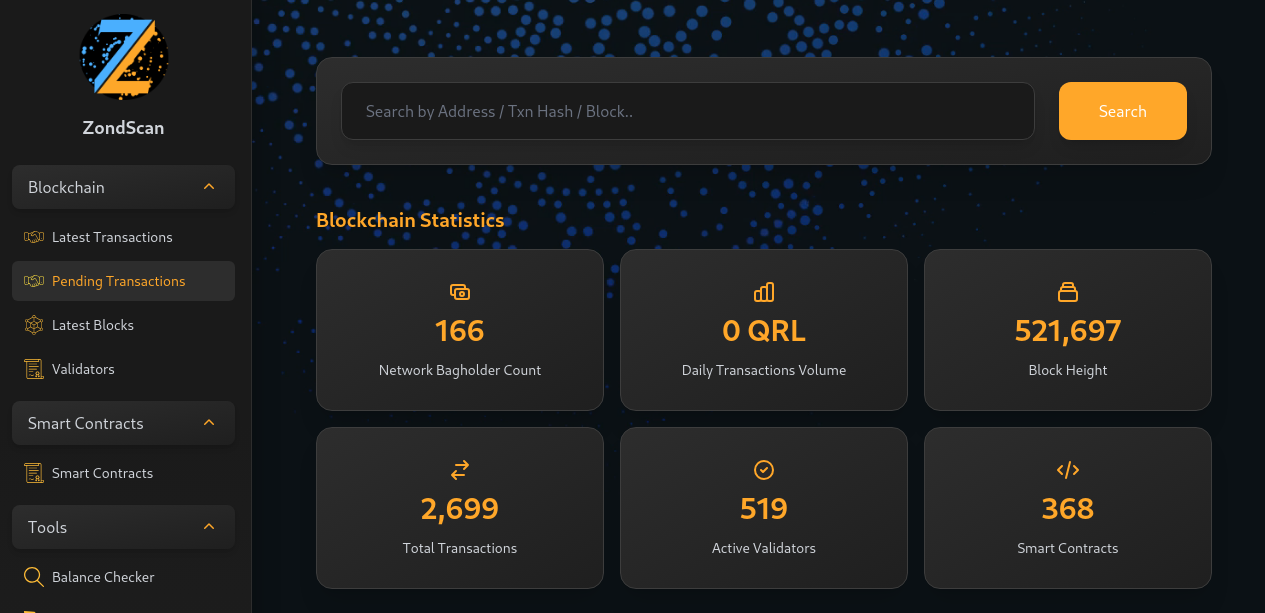 ZondScan
Blockchain
Latest Transactions
Pending Transactions
Latest Blocks
Validators
Smart Contracts
Smart Contracts
Tools
Balance Checker
Search by Address / Txn Hash / Block..
Search
Blockchain Statistics
166
Network Bagholder Count
0 QRL
Daily Transactions Volume
521,697
Block Height
2,699
Total Transactions
519
Active Validators
368
Smart Contracts